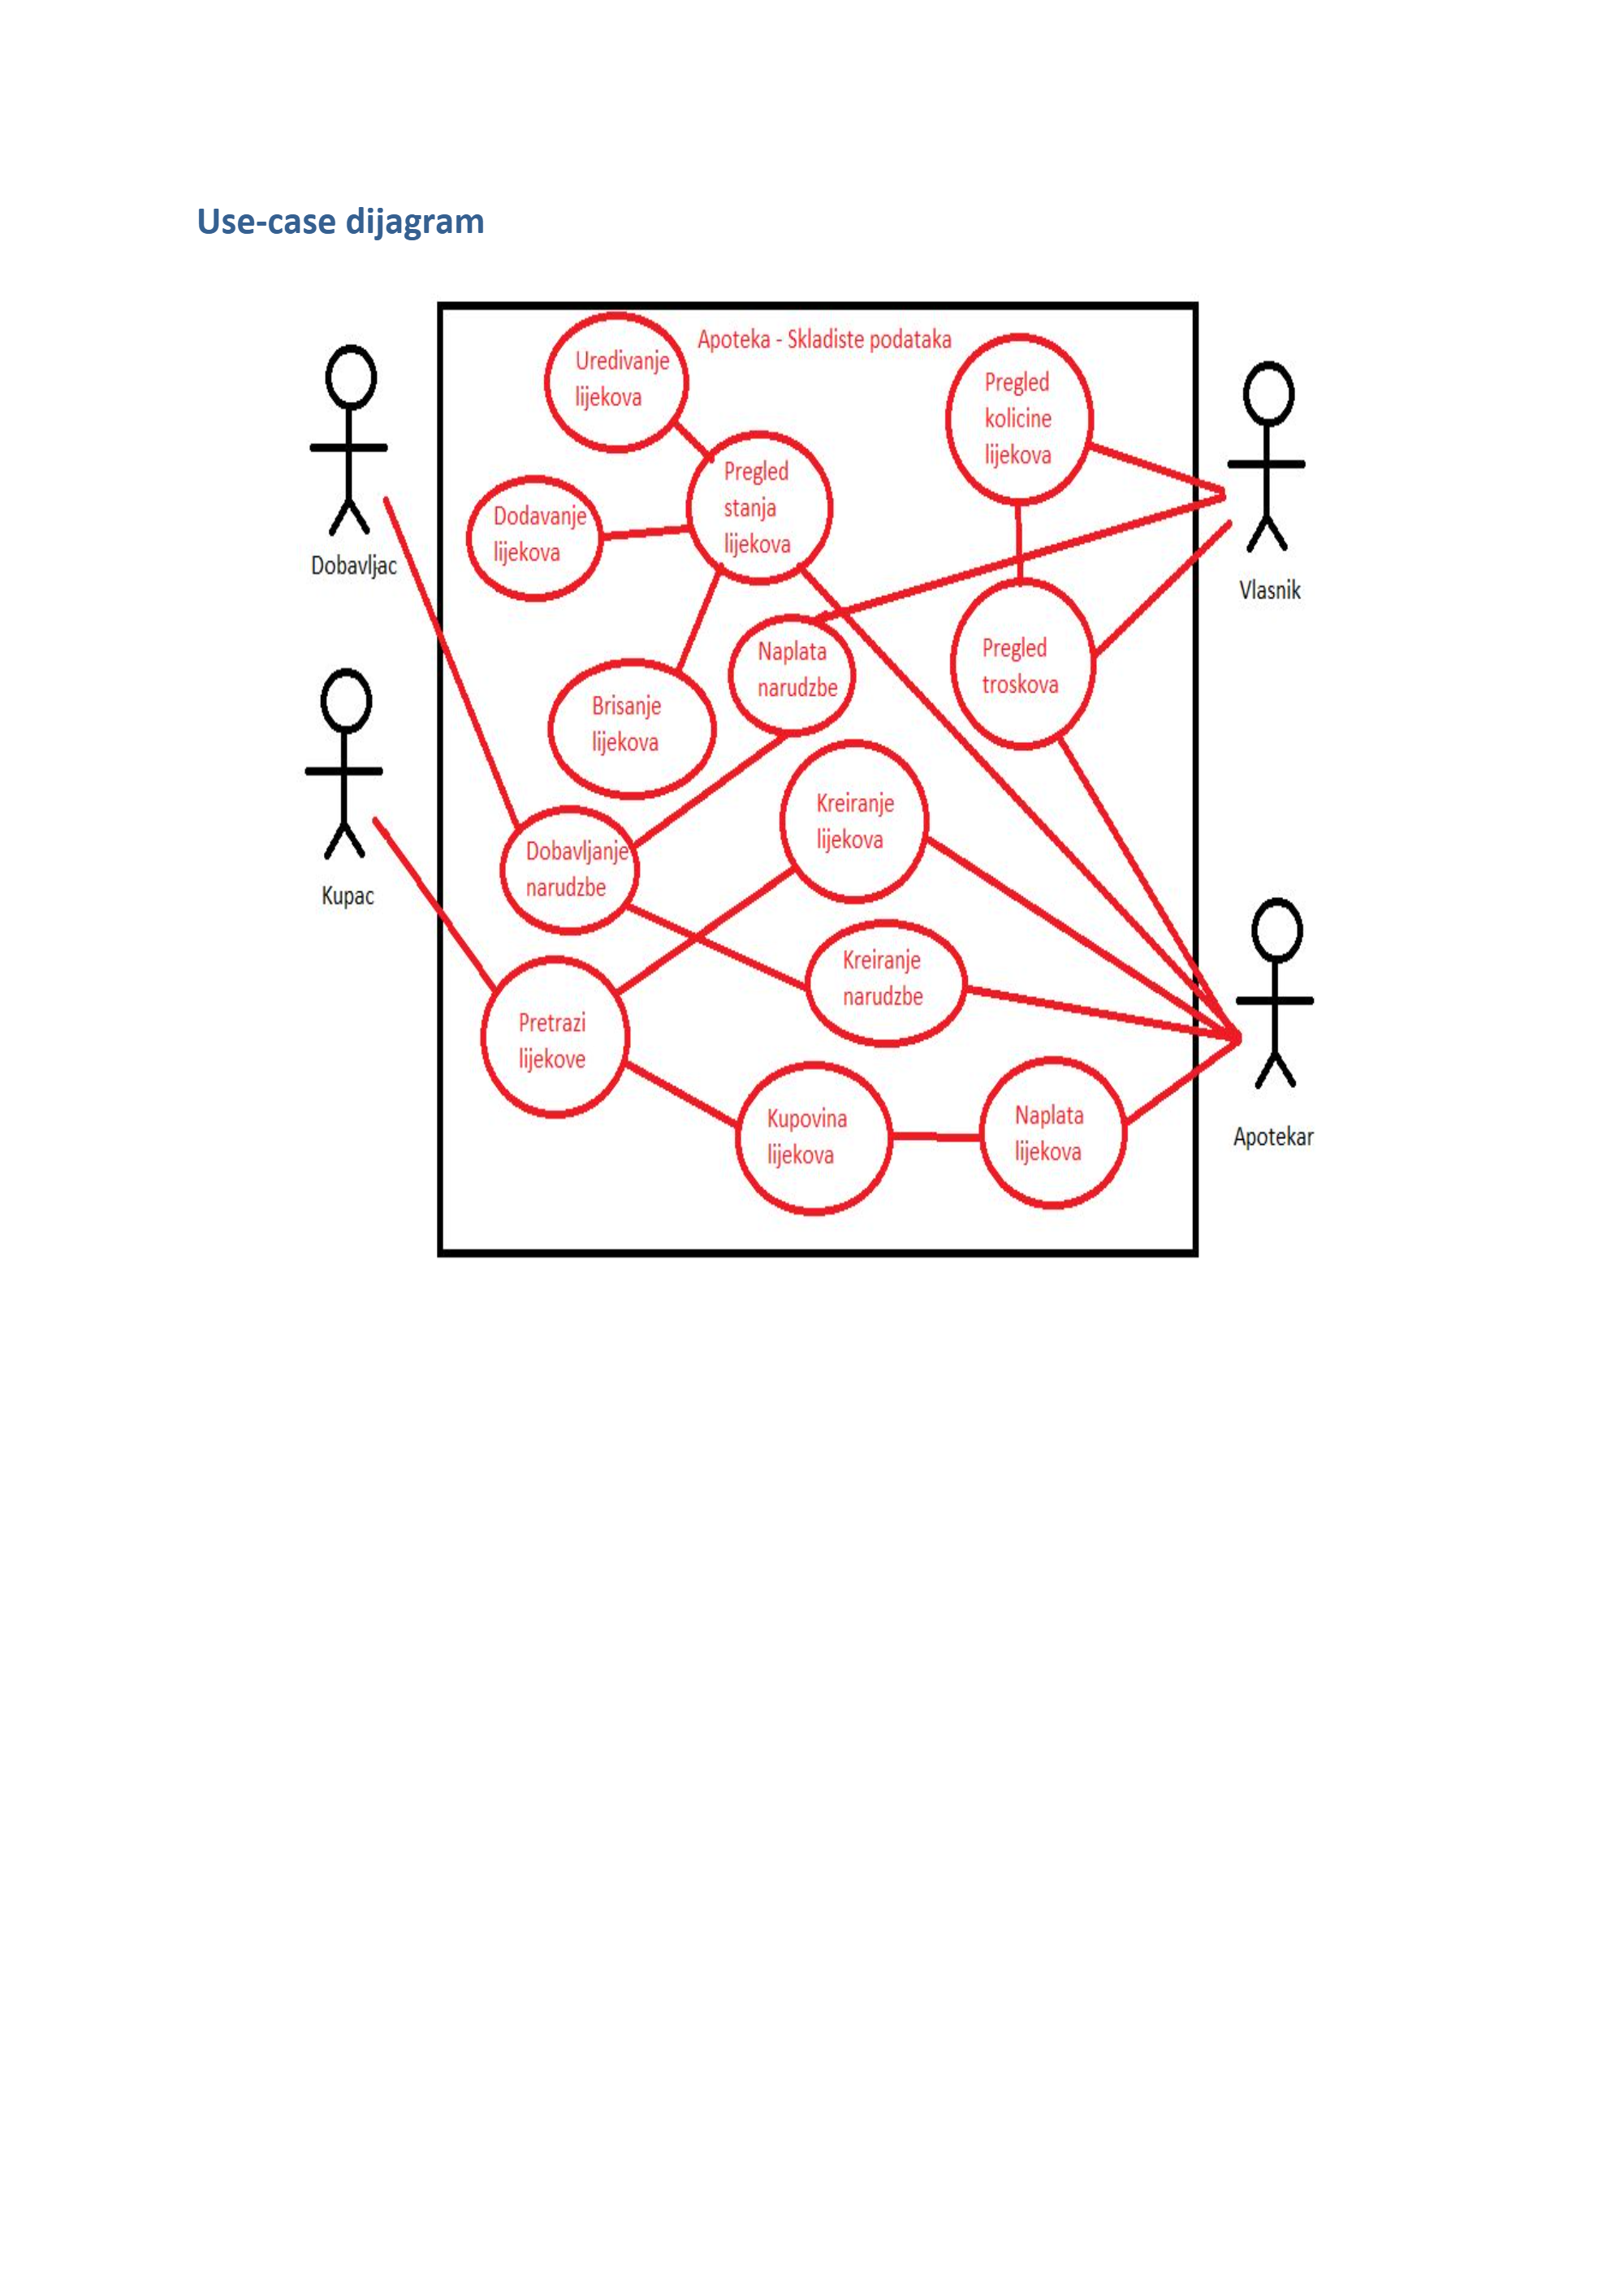 Use-case dijagram
Apoteka - Skladiste podataka
Uredivanje
lijekova
Pregled
kolicine
lijekova
Pregled
stanja
lijekova
Dodavanje
lijekova
Dobavljac
Vlasnik
Naplata
narudzbe
Pregled
troskova
Brisanje
lijekova
Kreiranje
lijekova
Dobavljanje
narudzbe
Kupac
Kreiranje
narudzbe
Pretrazi
lijekove
Kupovina
lijekova
Naplata
lijekova
Apotekar